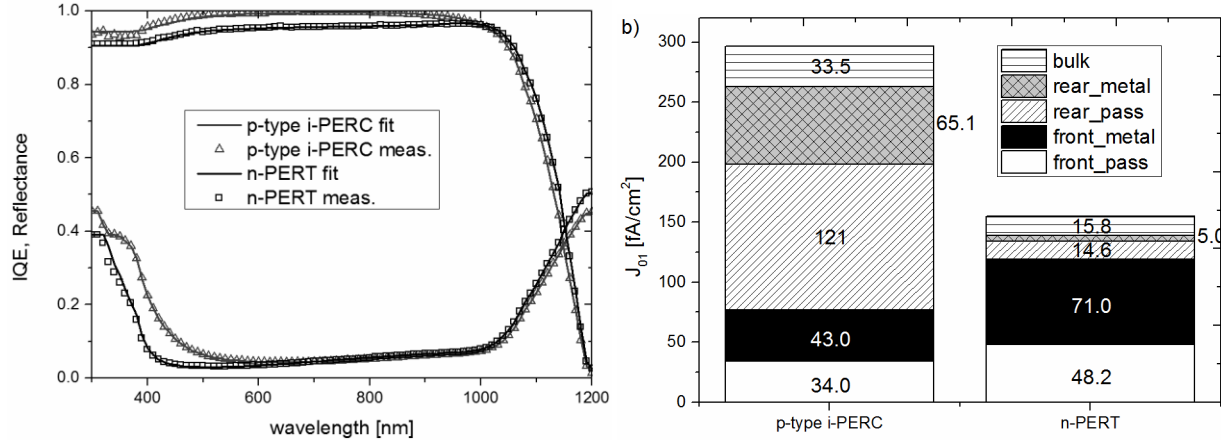 IQE, Reflectance
1.0
0.8
0.6
0.4
0.2
0.0
p-type i-PERC fit
p-type i-PERC meas.
n-PERT fit
n-PERT meas.
400
600
800
1000
1200
wavelength [nm]
b)
J01 [fA/cm²]
300
250
200
150
100
50
0
33.5
65.1
121
43.0
34.0
bulk
rear_metal
rear_pass
front_metal
front_pass
15.8
5.0
14.6
71.0
48.2
p-type i-PERC
n-PERT